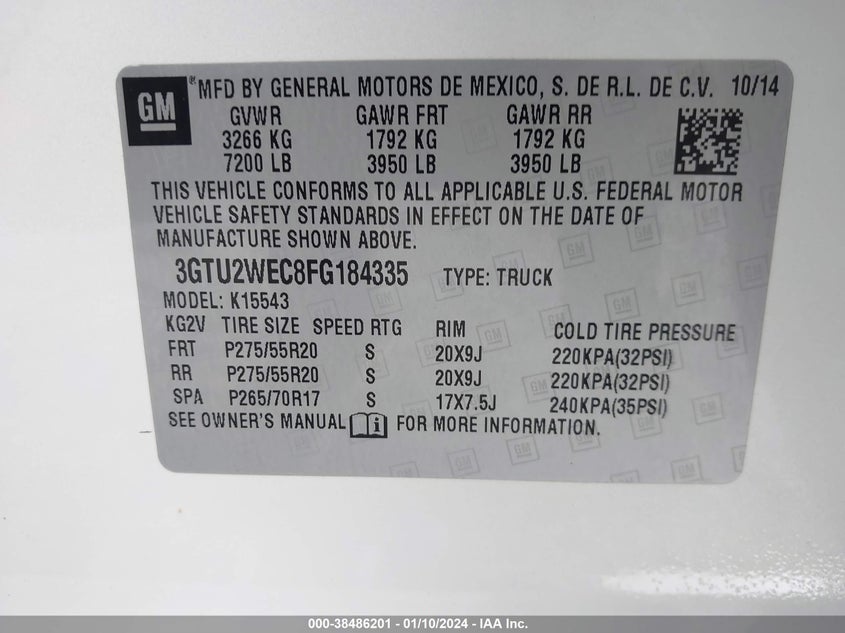 GM ® MFD BY GENERAL MOTORS DE MEXICO, S. DE R.L. DE C.V. 10/14
GVWR GAWR FRT GAWR RR
3266 KG 1792 KG 1792 KG
7200 LB 3950 LB 3950 LB
THIS VEHICLE CONFORMS TO ALL APPLICABLE U.S. FEDERAL MOTOR
VEHICLE SAFETY STANDARDS IN EFFECT ON THE DATE OF
MANUFACTURE SHOWN ABOVE.
3GTU2WEC8FG184335 TYPE: TRUCK
MODEL: K15543
KG2V TIRE SIZE SPEED RTG RIM COLD TIRE PRESSURE
FRT P275/55R20 S 20X9J 220KPA(32PSI)
RR P275/55R20 S 20X9J 220KPA(32PSI)
SPA P265/70R17 S 17X7.5J 240KPA(35PSI)
SEE OWNER'S MANUAL FOR MORE INFORMATION.
000-38486201 - 01/10/2024 - IAA Inc.